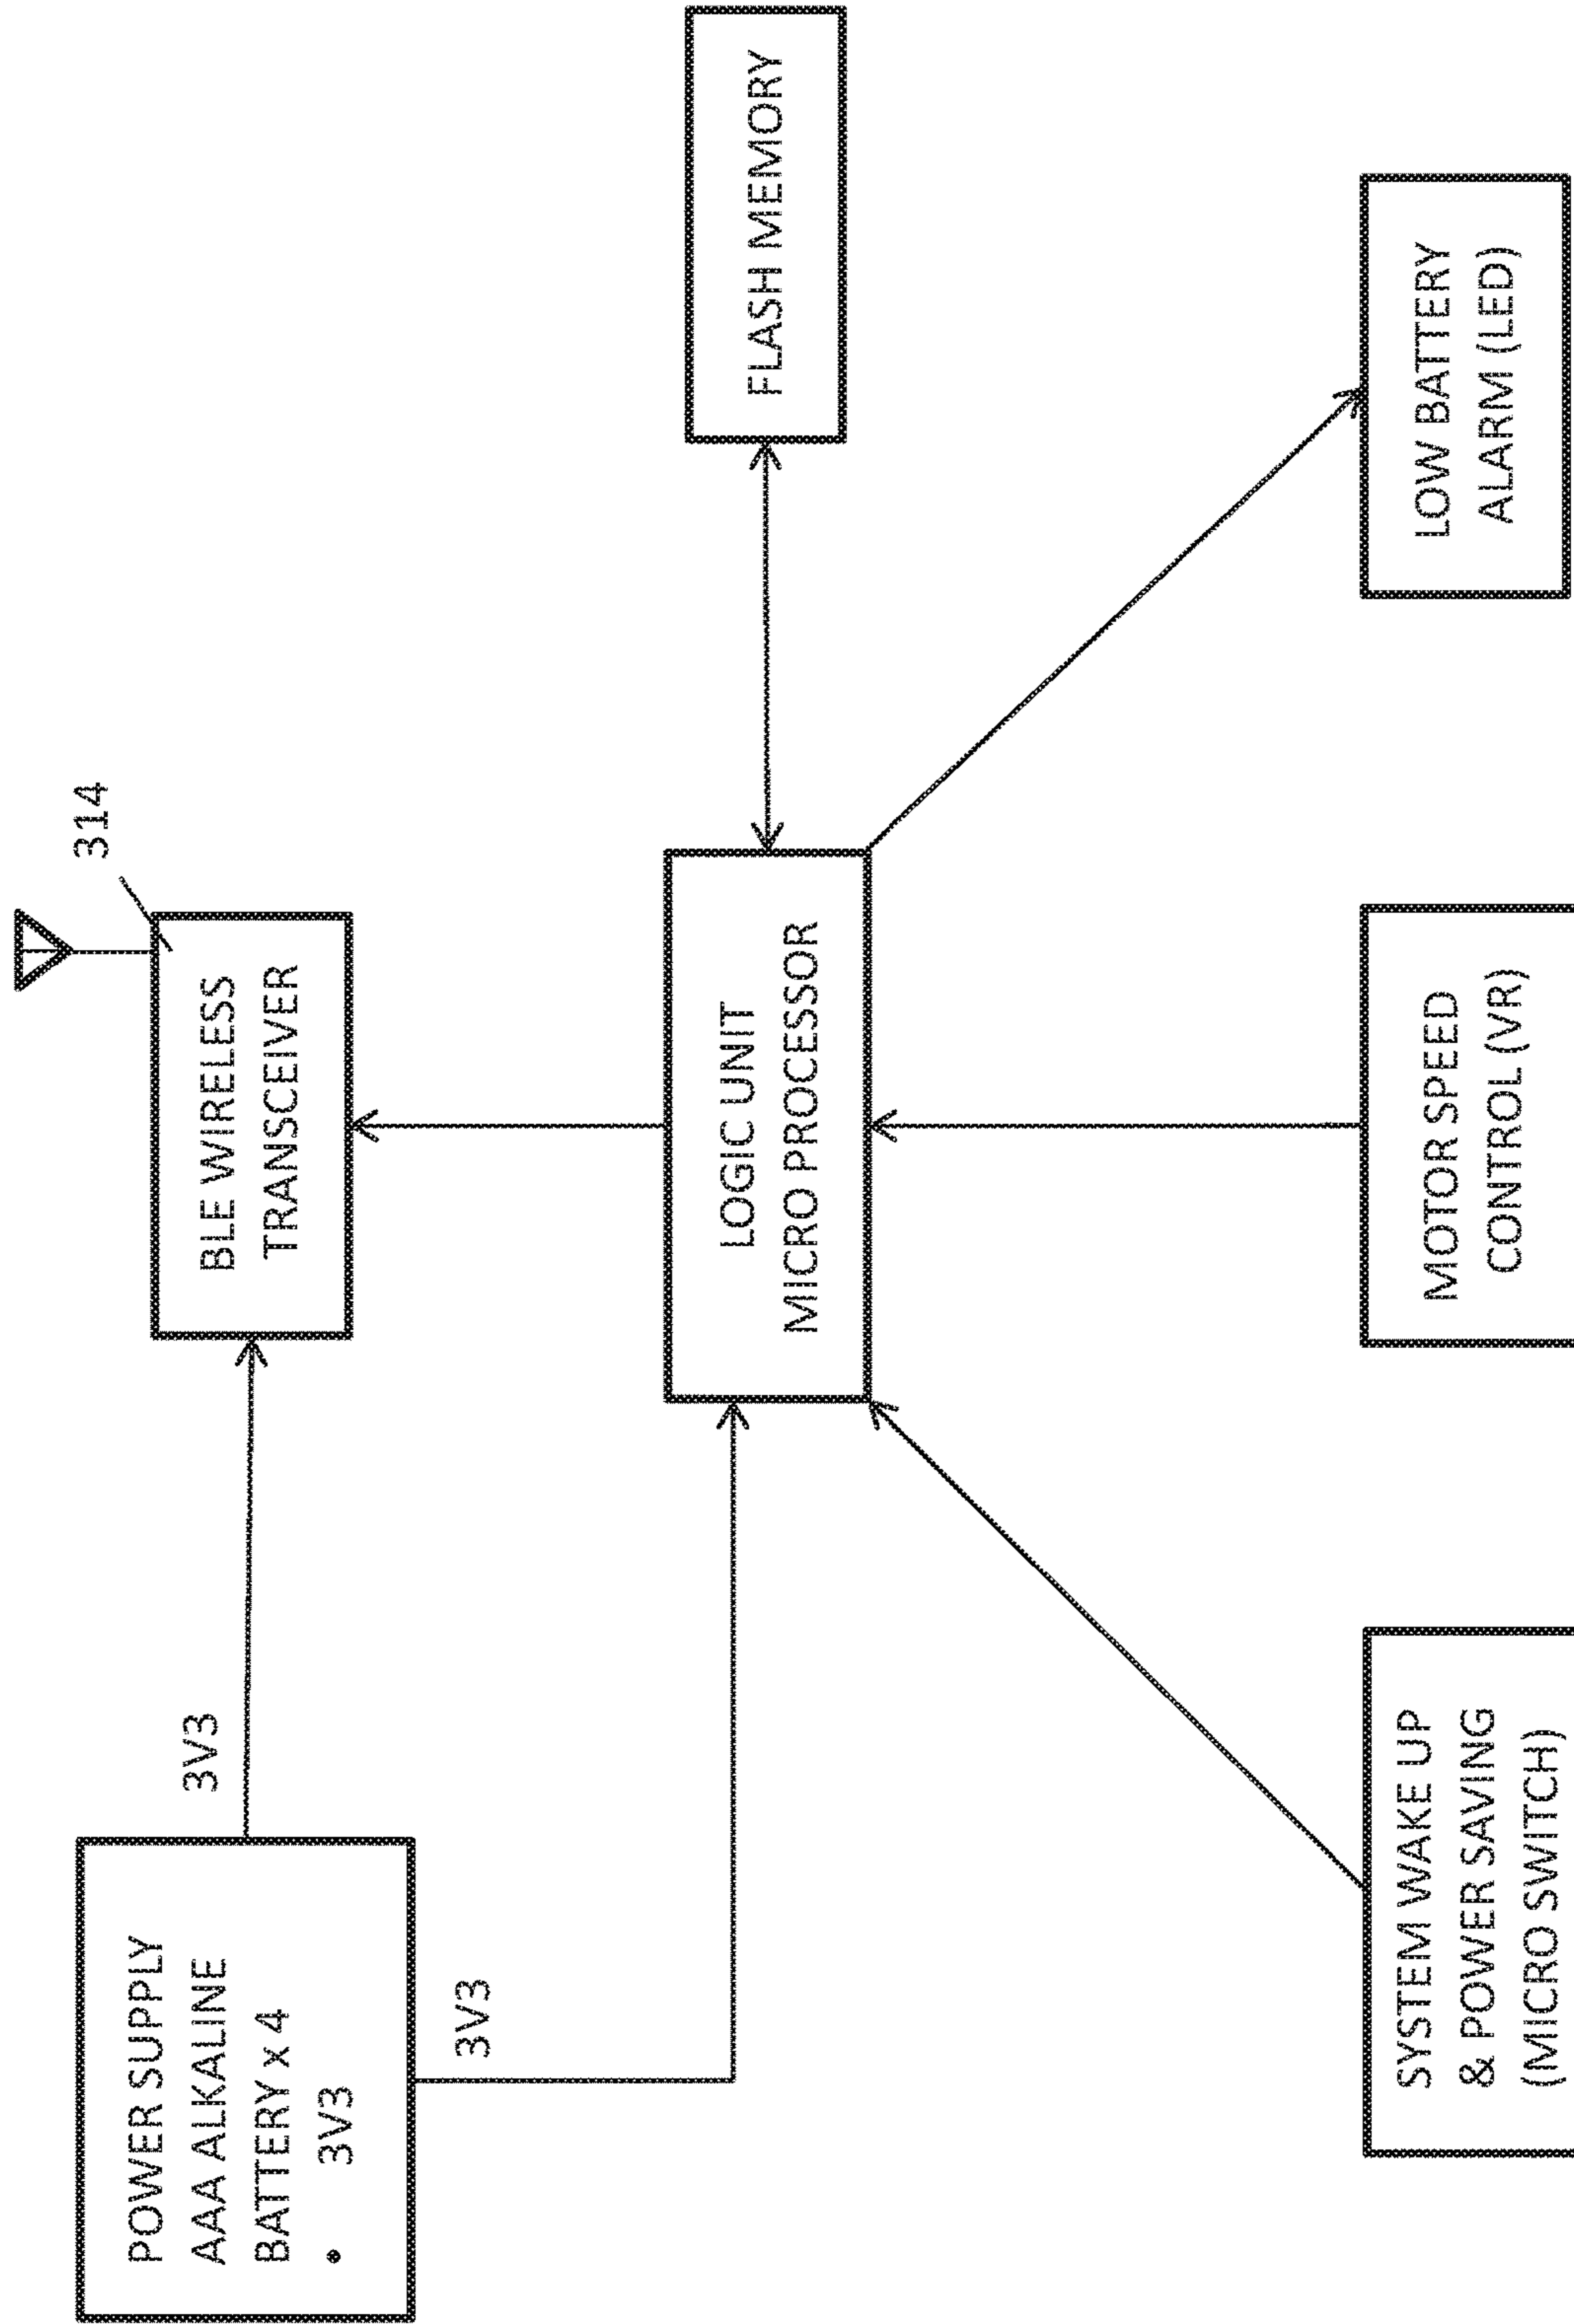 314
POWER SUPPLY
AAA ALKALINE
BATTERY x 4
• 3V3
3V3
BLE WIRELESS
TRANSCEIVER
3V3
LOGIC UNIT
MICRO PROCESSOR
FLASH MEMORY
SYSTEM WAKE UP
& POWER SAVING
(MICRO SWITCH)
MOTOR SPEED
CONTROL (VR)
LOW BATTERY
ALARM (LED)